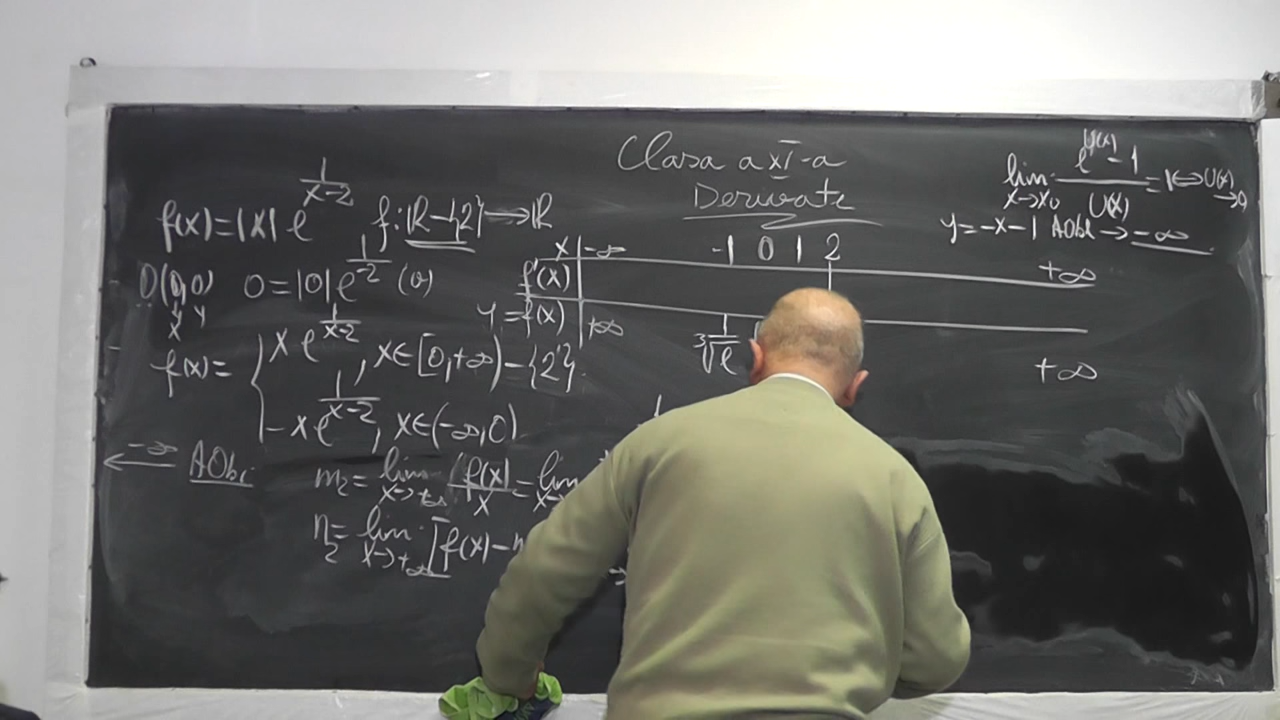 Clasa a XI-a
Derivate
f(x)=|x| e^{1/(x-2)} f: ℝ-{2}→ℝ
O(0,0) 0=|0| e^{1/-2} (0)
x y
f(x)= { x e^{1/(x-2)}, x∈[0,+∞)-{2}
-x e^{1/(x-2)}, x∈(-∞,0)
-∞ ← AObl
m₂= lim x→+∞ f(x)/x = lim
n₂= lim x→+∞ [f(x)-
x -∞ -1 0 1 2 +∞
f'(x)
y=f(x) +∞ 1/∛e +∞
lim x→x₀ (e^{U(x)}-1)/U(x) =1⇔U(x)→0
y=-x-1 AObl→-∞